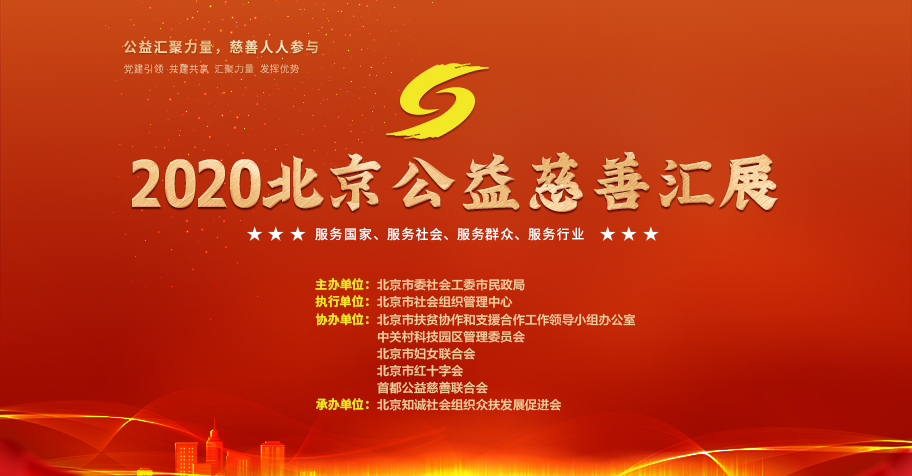 公益汇聚力量，慈善人人参与
党建引领 共建共享 汇聚力量 发挥优势
2020北京公益慈善汇展
★★★ 服务国家、服务社会、服务群众、服务行业 ★★★
主办单位：北京市委社会工委市民政局
执行单位：北京市社会组织管理中心
协办单位：北京市扶贫协作和支援合作工作领导小组办公室
中关村科技园区管理委员会
北京市妇女联合会
北京市红十字会
首都公益慈善联合会
承办单位：北京知诚社会组织众扶发展促进会